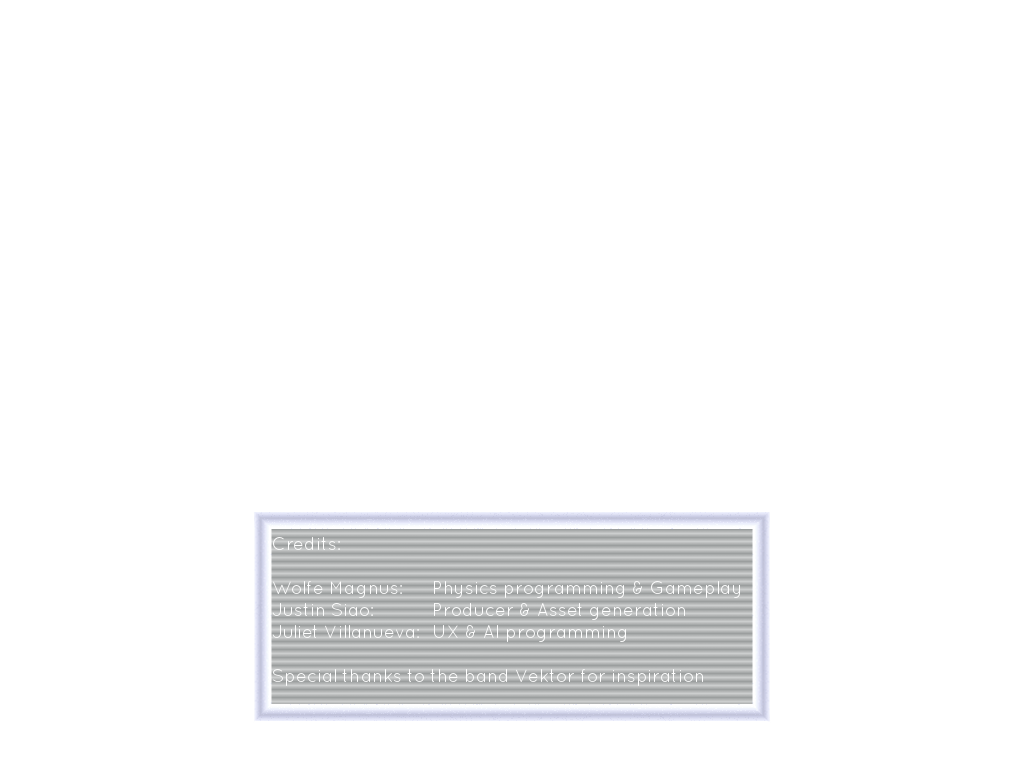 Credits:
Wolfe Magnus: Physics programming & Gameplay
Justin Siao: Producer & Asset generation
Juliet Villanueva: UX & AI programming
Special thanks to the band Vektor for inspiration